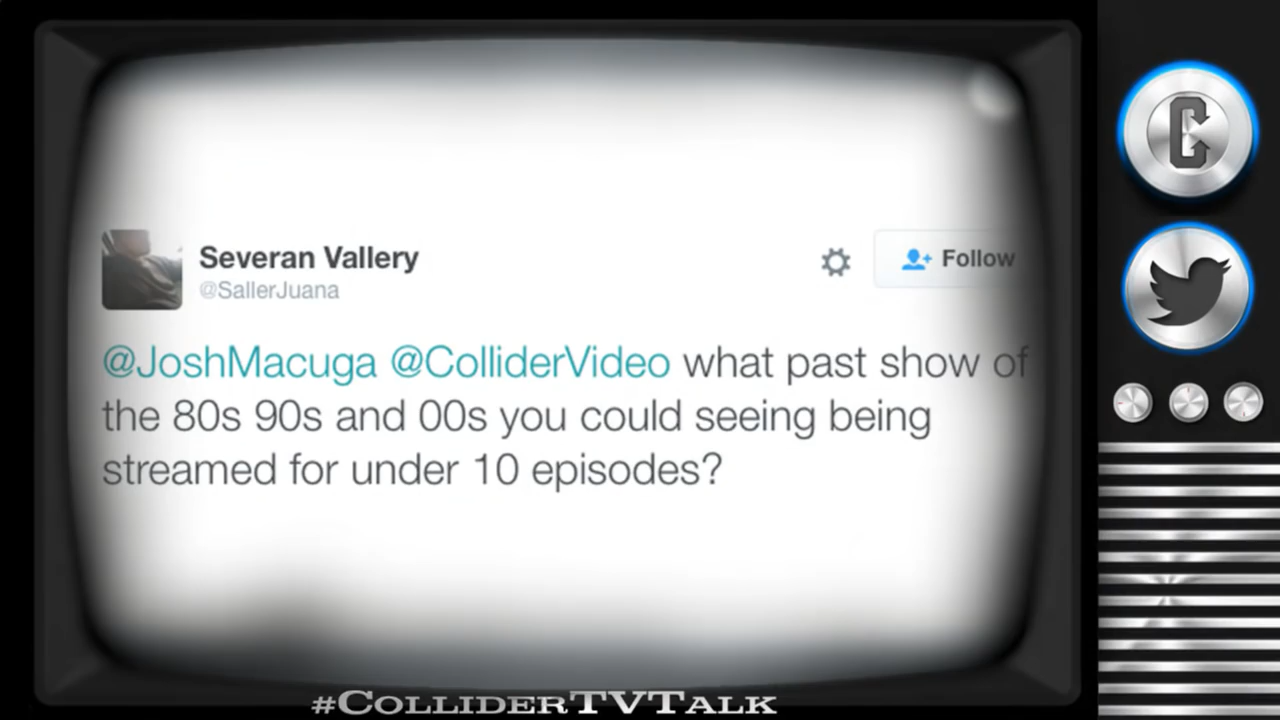 Severan Vallery
@SallerJuana
Follow
@JoshMacuga @ColliderVideo what past show of
the 80s 90s and 00s you could seeing being
streamed for under 10 episodes?
#ColliderTVTalk